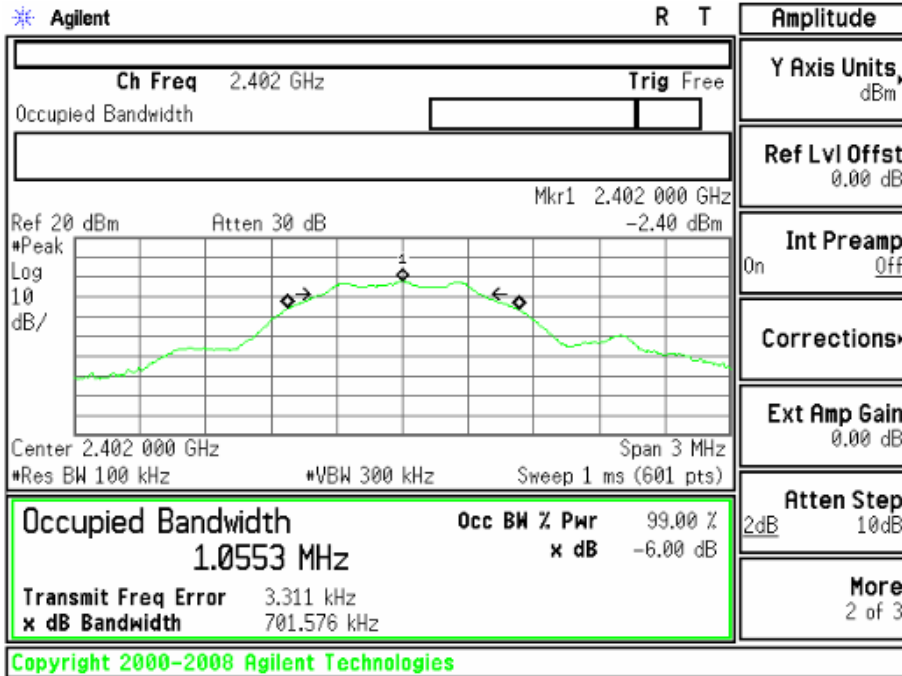 Agilent R T
Ch Freq 2.402 GHz Trig Free
Occupied Bandwidth
Mkr1 2.402 000 GHz
Ref 20 dBm Atten 30 dB -2.40 dBm
#Peak
Log
10
dB/
1
Center 2.402 000 GHz Span 3 MHz
#Res BW 100 kHz #VBW 300 kHz Sweep 1 ms (601 pts)
Occupied Bandwidth Occ BW % Pwr 99.00 %
1.0553 MHz x dB -6.00 dB
Transmit Freq Error 3.311 kHz
x dB Bandwidth 701.576 kHz
Copyright 2000-2008 Agilent Technologies
Amplitude
Y Axis Units
dBm
Ref Lvl Offst
0.00 dB
Int Preamp
On Off
Corrections
Ext Amp Gain
0.00 dB
Atten Step
2dB 10dB
More
2 of 3